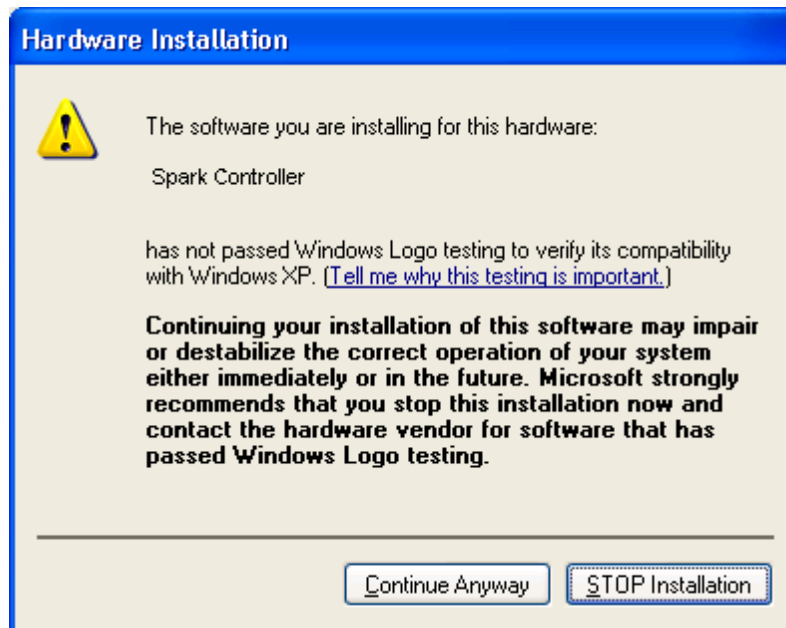 Hardware Installation
The software you are installing for this hardware:
Spark Controller
has not passed Windows Logo testing to verify its compatibility
with Windows XP. (Tell me why this testing is important.)
Continuing your installation of this software may impair
or destabilize the correct operation of your system
either immediately or in the future. Microsoft strongly
recommends that you stop this installation now and
contact the hardware vendor for software that has
passed Windows Logo testing.
Continue Anyway STOP Installation